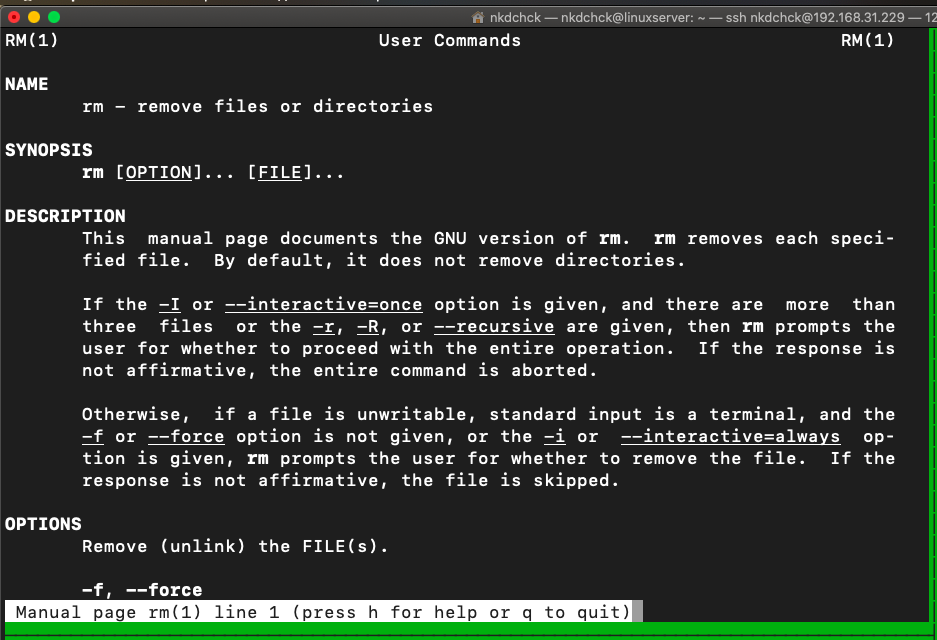 nkdchck — nkdchck@linuxserver: ~ — ssh nkdchck@192.168.31.229 — 12
RM(1) User Commands RM(1)
NAME
rm – remove files or directories
SYNOPSIS
rm [OPTION]... [FILE]...
DESCRIPTION
This manual page documents the GNU version of rm. rm removes each speci-
fied file. By default, it does not remove directories.
If the -I or --interactive=once option is given, and there are more than
three files or the -r, -R, or --recursive are given, then rm prompts the
user for whether to proceed with the entire operation. If the response is
not affirmative, the entire command is aborted.
Otherwise, if a file is unwritable, standard input is a terminal, and the
-f or --force option is not given, or the -i or --interactive=always op-
tion is given, rm prompts the user for whether to remove the file. If the
response is not affirmative, the file is skipped.
OPTIONS
Remove (unlink) the FILE(s).
-f, --force
Manual page rm(1) line 1 (press h for help or q to quit)